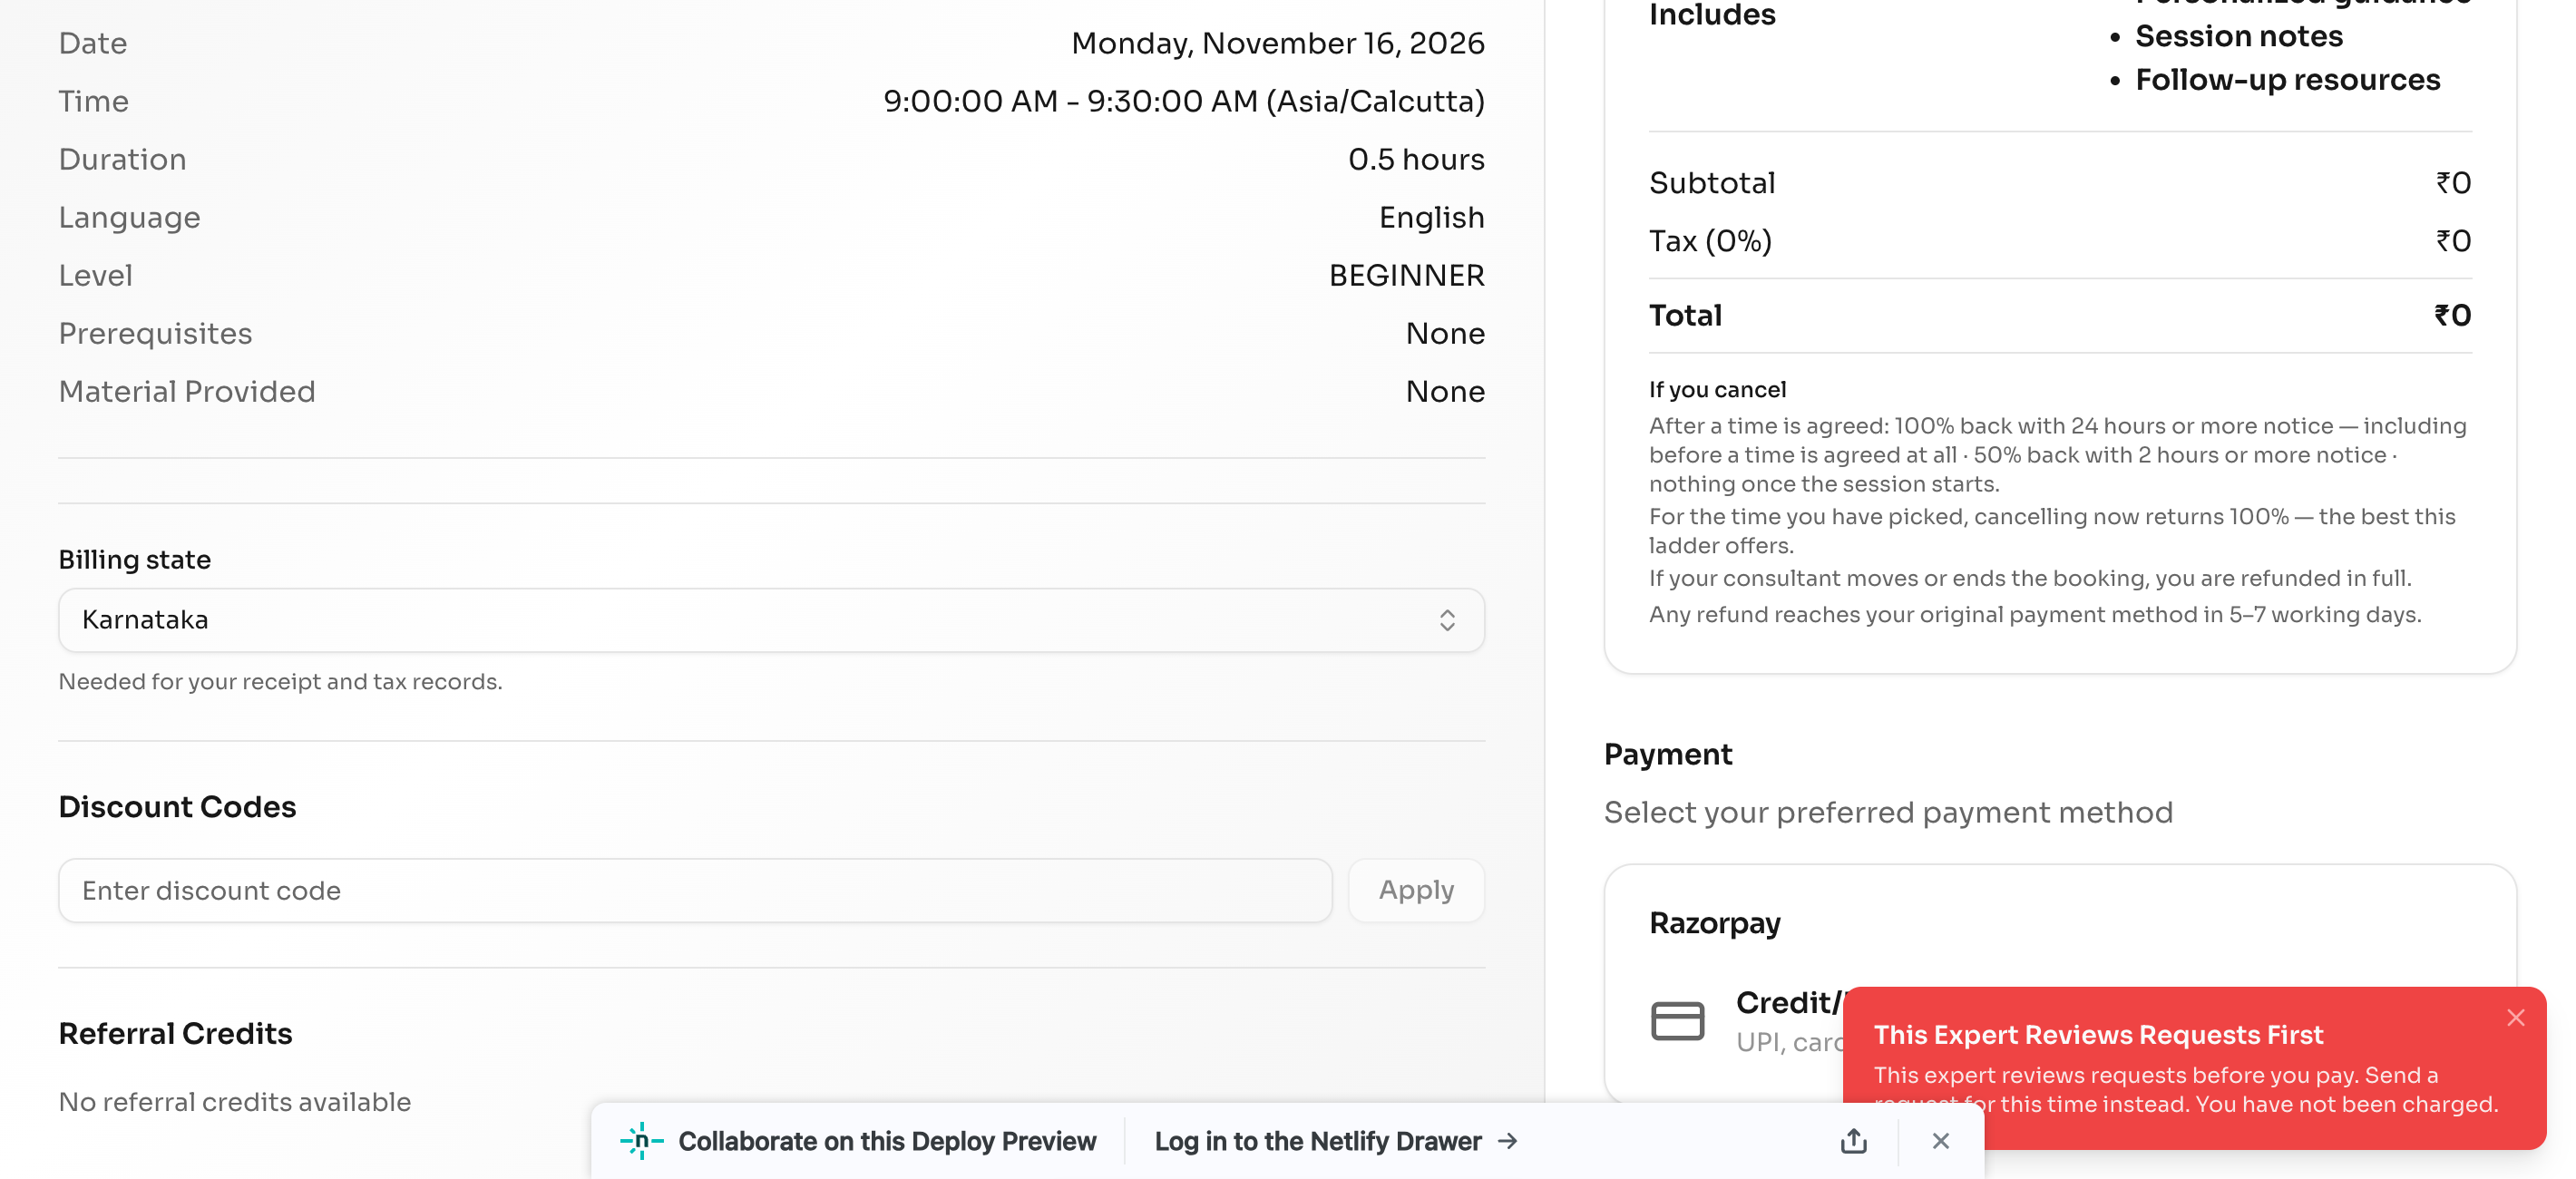 Date Monday, November 16, 2026
Time 9:00:00 AM - 9:30:00 AM (Asia/Calcutta)
Duration 0.5 hours
Language English
Level BEGINNER
Prerequisites None
Material Provided None
Billing state
Karnataka
Needed for your receipt and tax records.
Discount Codes
Enter discount code
Apply
Referral Credits
No referral credits available
Includes
• Session notes
• Follow-up resources
Subtotal ₹0
Tax (0%) ₹0
Total ₹0
If you cancel
After a time is agreed: 100% back with 24 hours or more notice — including
before a time is agreed at all · 50% back with 2 hours or more notice ·
nothing once the session starts.
For the time you have picked, cancelling now returns 100% — the best this
ladder offers.
If your consultant moves or ends the booking, you are refunded in full.
Any refund reaches your original payment method in 5–7 working days.
Payment
Select your preferred payment method
Razorpay
Credit/
UPI, card
This Expert Reviews Requests First
This expert reviews requests before you pay. Send a
request for this time instead. You have not been charged.
Collaborate on this Deploy Preview
Log in to the Netlify Drawer →